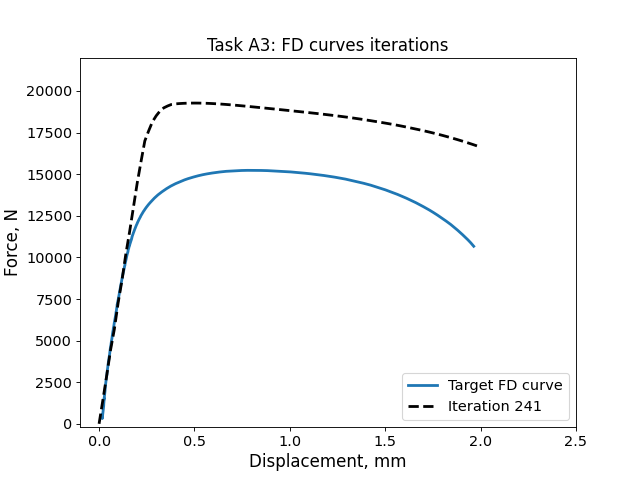 Task A3: FD curves iterations
Force, N
20000
17500
15000
12500
10000
7500
5000
2500
0
Target FD curve
Iteration 241
0.0 0.5 1.0 1.5 2.0 2.5
Displacement, mm